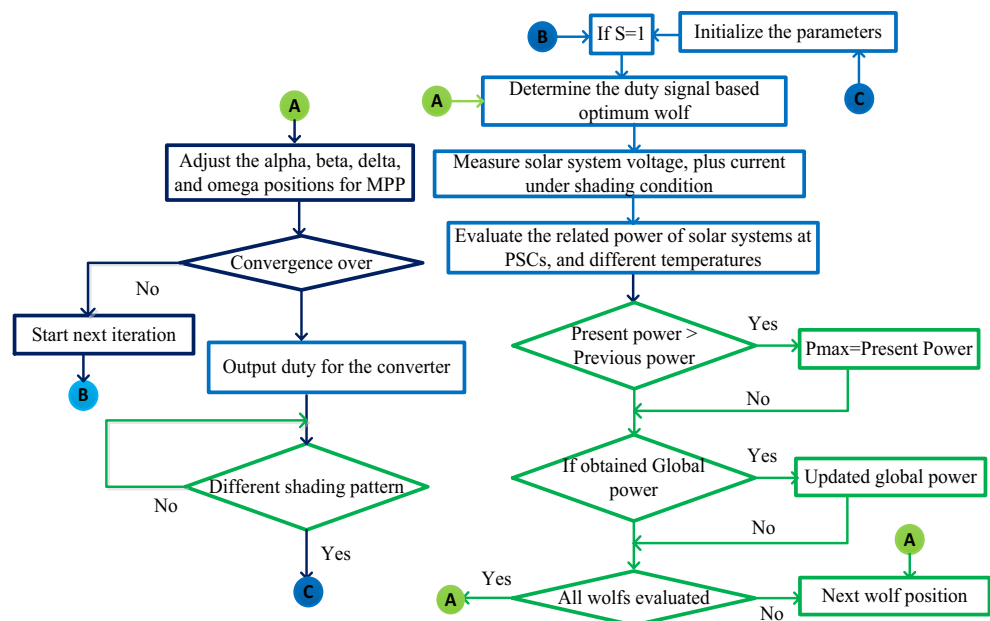 A
Adjust the alpha, beta, delta,
and omega positions for MPP
Convergence over
No
Start next iteration
B
Output duty for the converter
Different shading pattern
No
Yes
C
B
If S=1
Initialize the parameters
C
A
Determine the duty signal based
optimum wolf
Measure solar system voltage, plus current
under shading condition
Evaluate the related power of solar systems at
PSCs, and different temperatures
Present power >
Previous power
Yes
Pmax=Present Power
No
If obtained Global
power
Yes
Updated global power
No
A
Yes
A
All wolfs evaluated
No
Next wolf position